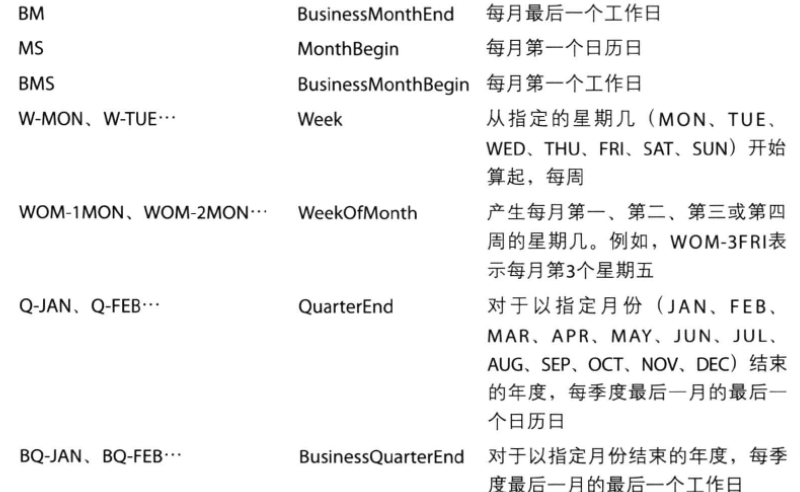 BM BusinessMonthEnd 每月最后一个工作日
MS MonthBegin 每月第一个日历日
BMS BusinessMonthBegin 每月第一个工作日
W-MON、W-TUE… Week 从指定的星期几（MON、TUE、
WED、THU、FRI、SAT、SUN）开始
算起，每周
WOM-1MON、WOM-2MON… WeekOfMonth 产生每月第一、第二、第三或第四
周的星期几。例如，WOM-3FRI表
示每月第3个星期五
Q-JAN、Q-FEB… QuarterEnd 对于以指定月份（JAN、FEB、
MAR、APR、MAY、JUN、JUL、
AUG、SEP、OCT、NOV、DEC）结束
的年度，每季度最后一月的最后一
个日历日
BQ-JAN、BQ-FEB… BusinessQuarterEnd 对于以指定月份结束的年度，每季
度最后一月的最后一个工作日